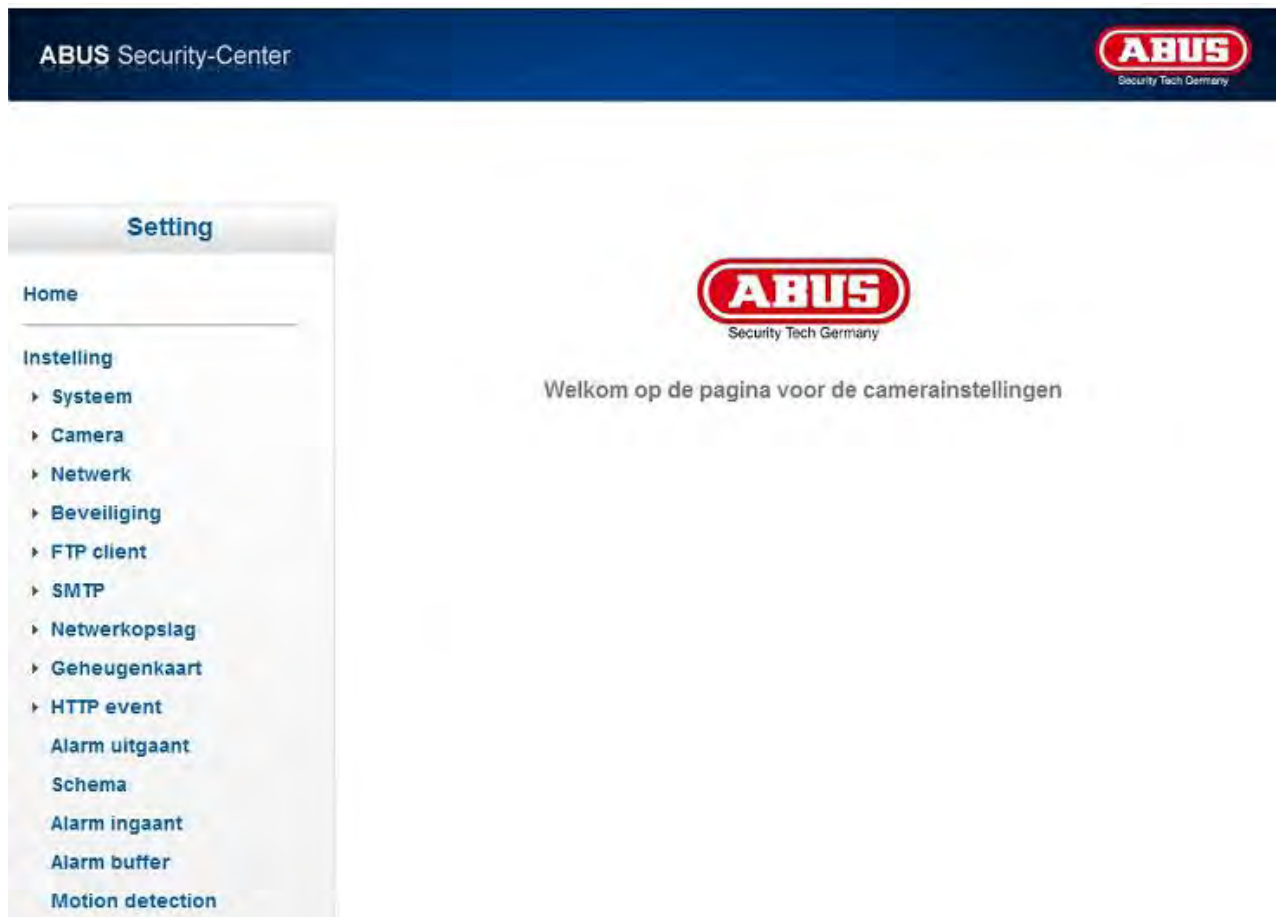 ABUS Security-Center
ABUS
Security Tech Germany
Setting
Home
Instelling
Systeem
Camera
Netwerk
Beveiliging
FTP client
SMTP
Netwerkopslag
Geheugenkaart
HTTP event
Alarm uitgaant
Schema
Alarm ingaant
Alarm buffer
Motion detection
ABUS
Security Tech Germany
Welkom op de pagina voor de camerainstellingen